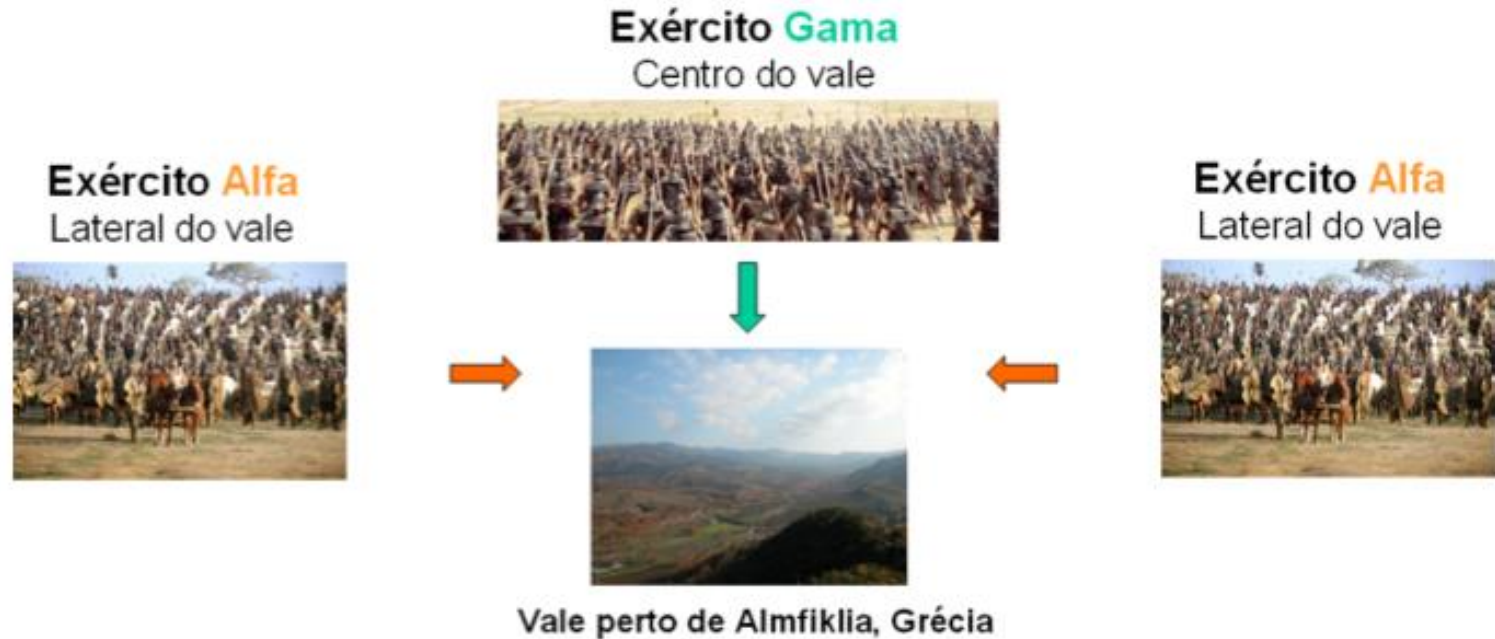 Exército Gama
Centro do vale
Exército Alfa
Lateral do vale
Exército Alfa
Lateral do vale
Vale perto de Almfiklia, Grécia